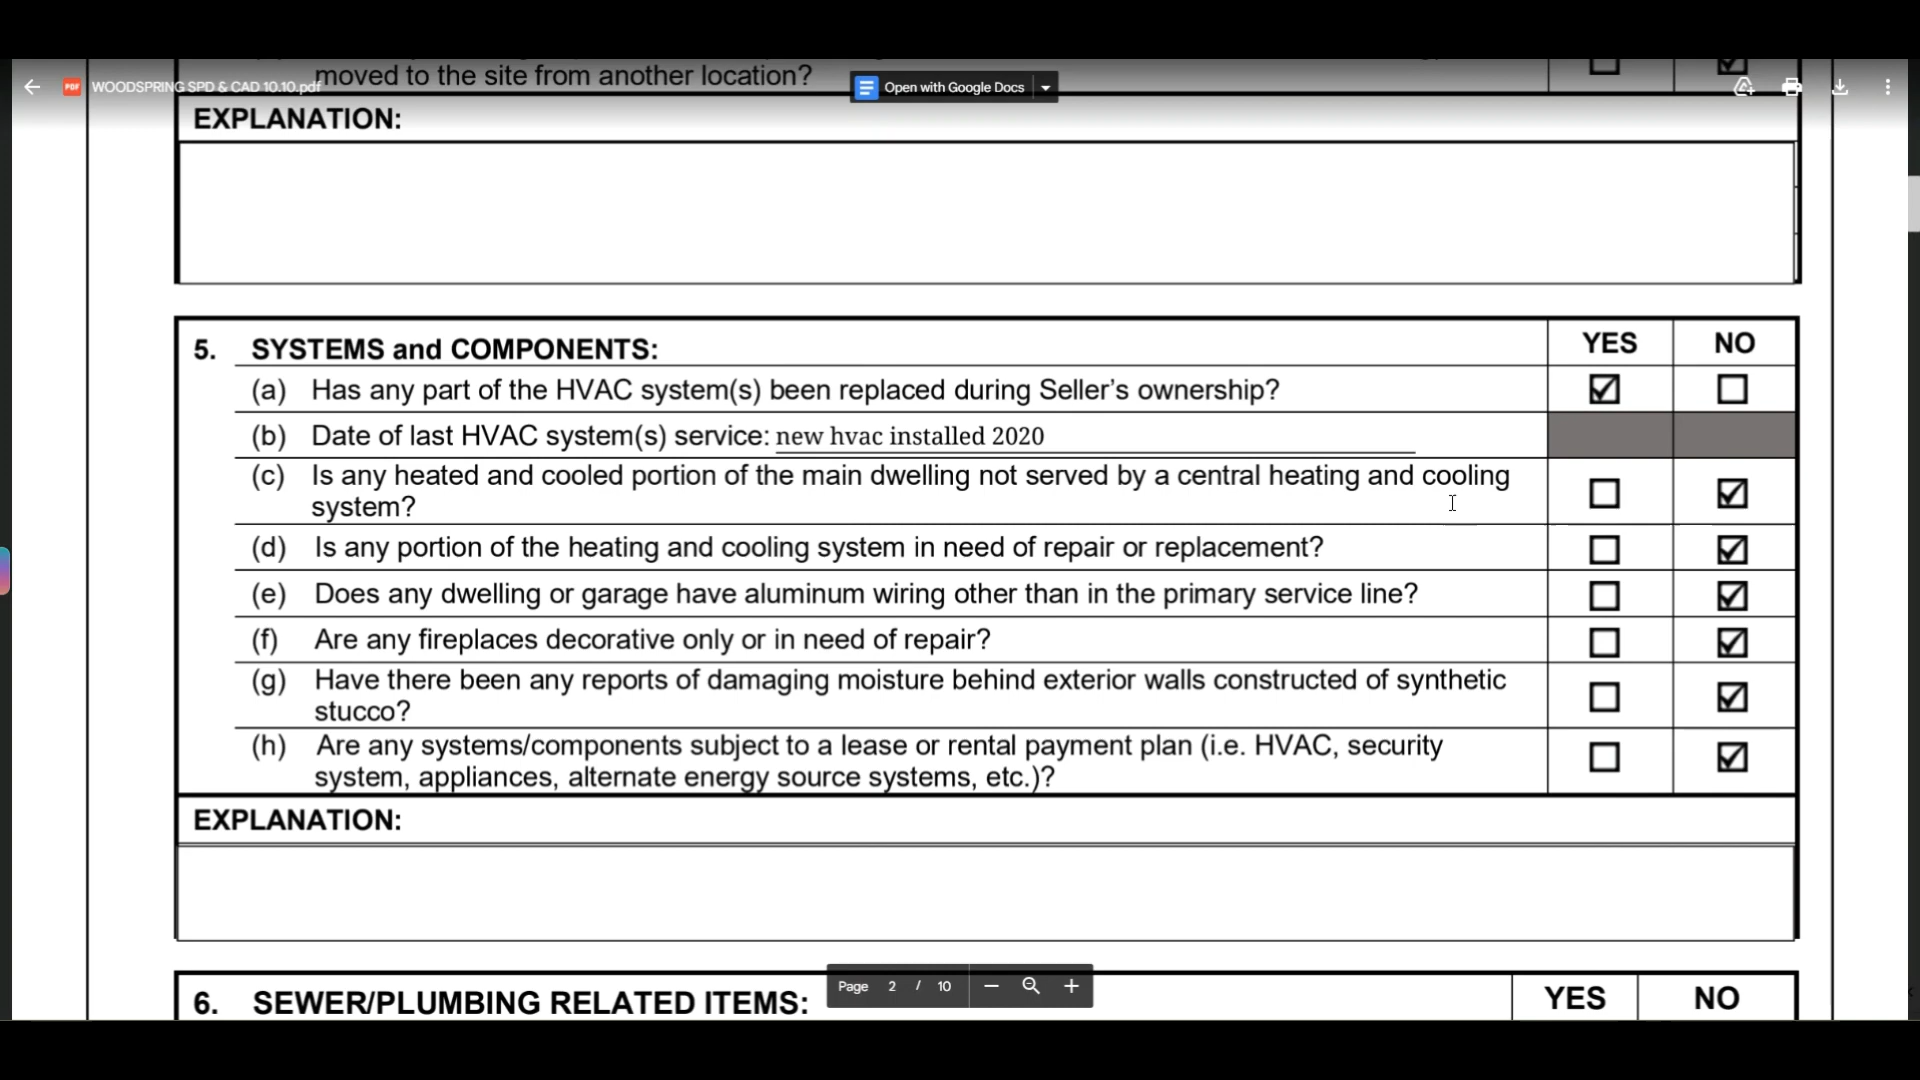 moved to the site from another location?
WOODSPRING SPD & CAD 10.10.pdf
Open with Google Docs
EXPLANATION:
5. SYSTEMS and COMPONENTS: YES NO
(a) Has any part of the HVAC system(s) been replaced during Seller's ownership?
(b) Date of last HVAC system(s) service: new hvac installed 2020
(c) Is any heated and cooled portion of the main dwelling not served by a central heating and cooling
system?
(d) Is any portion of the heating and cooling system in need of repair or replacement?
(e) Does any dwelling or garage have aluminum wiring other than in the primary service line?
(f) Are any fireplaces decorative only or in need of repair?
(g) Have there been any reports of damaging moisture behind exterior walls constructed of synthetic
stucco?
(h) Are any systems/components subject to a lease or rental payment plan (i.e. HVAC, security
system, appliances, alternate energy source systems, etc.)?
EXPLANATION:
Page 2 / 10
6. SEWER/PLUMBING RELATED ITEMS: YES NO